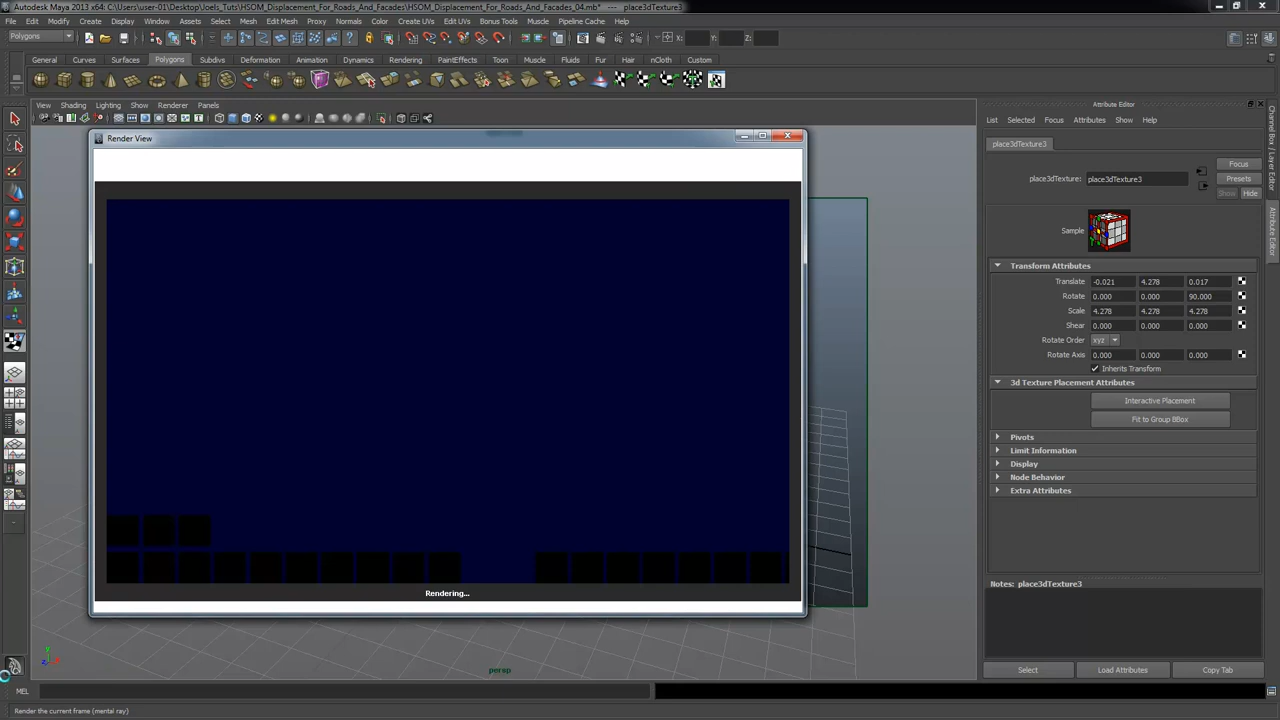 Autodesk Maya 2013 x64: C:\Users\user-01\Desktop\Joels_Tuts\HSOM_Displacement_For_Roads_And_Facades\HSOM_Displacement_For_Roads_And_Facades_04.mb* --- place3dTexture3
File Edit Modify Create Display Window Assets Select Mesh Edit Mesh Proxy Normals Color Create UVs Edit UVs Bonus Tools Muscle Pipeline Cache Help
Polygons X: Y: Z:
General Curves Surfaces Polygons Subdivs Deformation Animation Dynamics Rendering PaintEffects Toon Muscle Fluids Fur Hair nCloth Custom
View Shading Lighting Show Renderer Panels
Attribute Editor
List Selected Focus Attributes Show Help
Render View
place3dTexture3
place3dTexture: place3dTexture3
Focus
Presets
Show Hide
Sample
Transform Attributes
Translate -0.021 4.278 0.017
Rotate 0.000 0.000 90.000
Scale 4.278 4.278 4.278
Shear 0.000 0.000 0.000
Rotate Order xyz
Rotate Axis 0.000 0.000 0.000
Inherits Transform
3d Texture Placement Attributes
Interactive Placement
Fit to Group BBox
Pivots
Limit Information
Display
Node Behavior
Extra Attributes
Notes: place3dTexture3
Rendering...
persp
Select Load Attributes Copy Tab
MEL
Render the current frame (mental ray)
Channel Box / Layer Editor
Attribute Editor